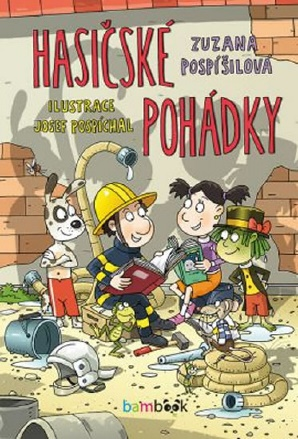 HASIČSKÉ
ZUZANA
POSPÍŠILOVÁ
ILUSTRACE
JOSEF POSPÍCHAL
POHÁDKY
bambook